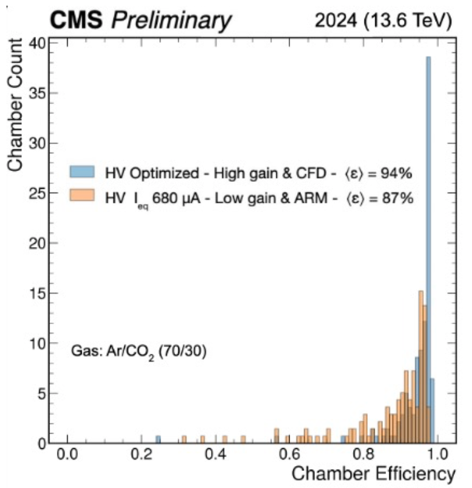 CMS Preliminary 2024 (13.6 TeV)
Chamber Count
40
35
30
25
20
15
10
5
0
HV Optimized - High gain & CFD - ⟨ε⟩ = 94%
HV I_eq 680 μA - Low gain & ARM - ⟨ε⟩ = 87%
Gas: Ar/CO₂ (70/30)
0.0 0.2 0.4 0.6 0.8 1.0
Chamber Efficiency